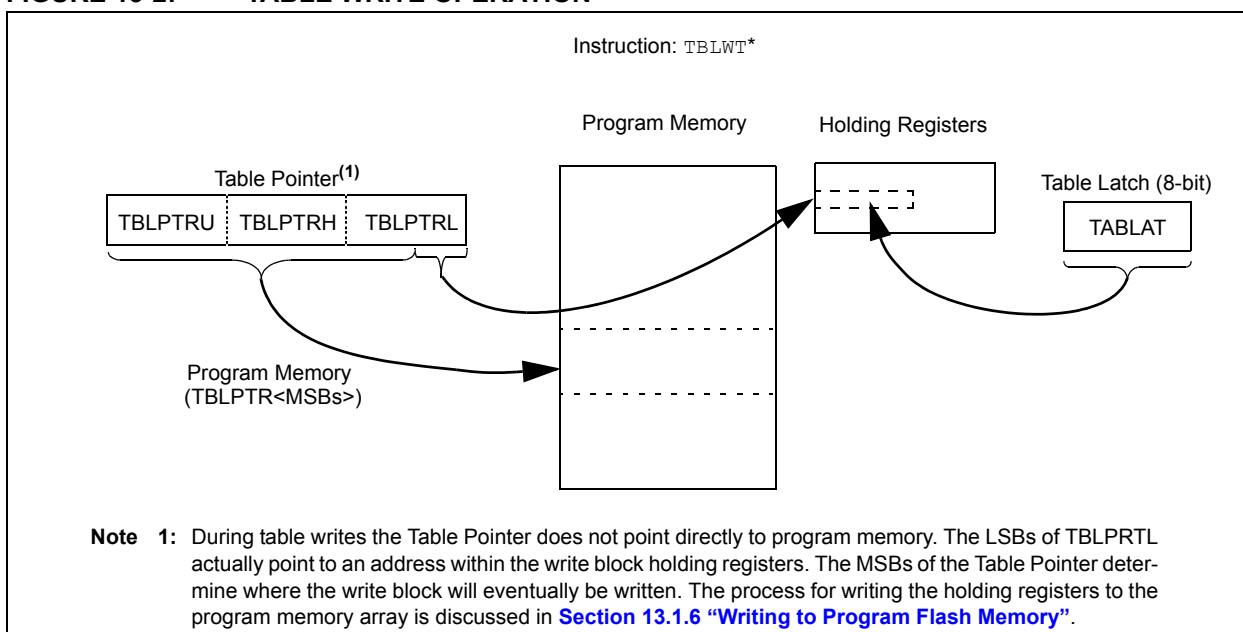 Instruction: TBLWT*
Program Memory
Holding Registers
Table Pointer(1)
Table Latch (8-bit)
TBLPTRU
TBLPTRH
TBLPTRL
TABLAT
Program Memory
(TBLPTR<MSBs>)
Note 1: During table writes the Table Pointer does not point directly to program memory. The LSBs of TBLPRTL
actually point to an address within the write block holding registers. The MSBs of the Table Pointer deter-
mine where the write block will eventually be written. The process for writing the holding registers to the
program memory array is discussed in Section 13.1.6 “Writing to Program Flash Memory”.